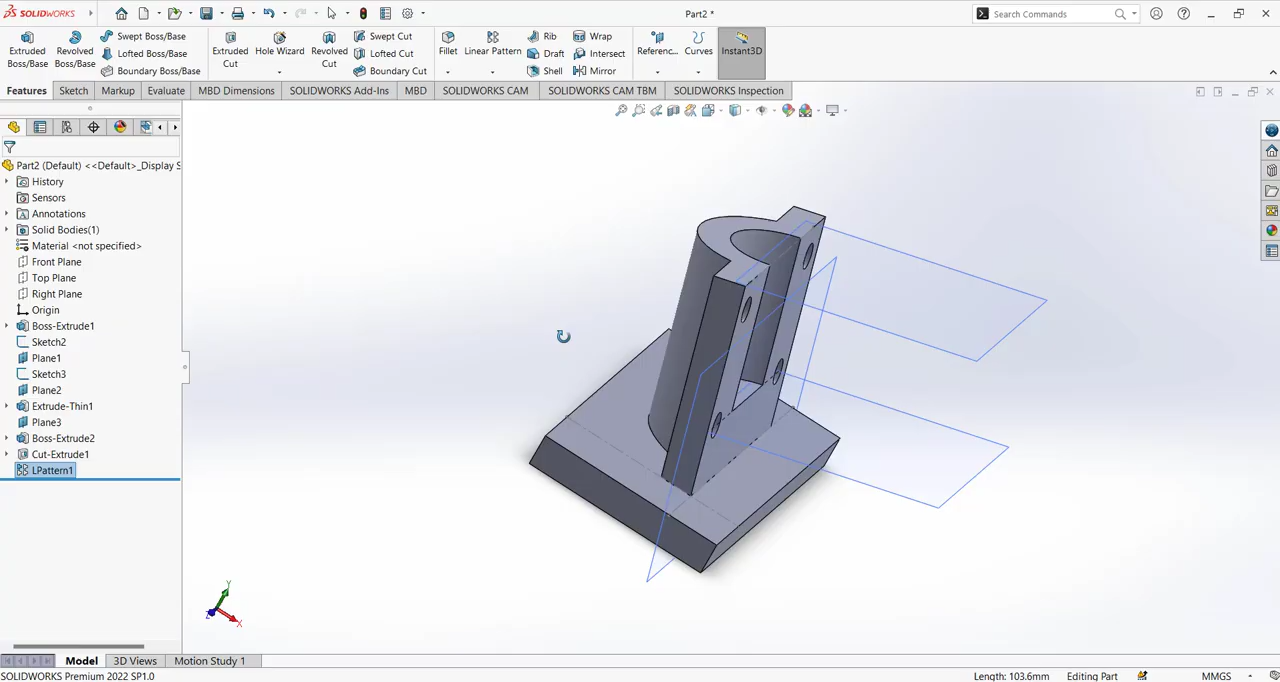 SOLIDWORKS
Part2 *
Search Commands
Extruded Boss/Base
Revolved Boss/Base
Swept Boss/Base
Lofted Boss/Base
Boundary Boss/Base
Extruded Cut
Hole Wizard
Revolved Cut
Swept Cut
Lofted Cut
Boundary Cut
Fillet
Linear Pattern
Rib
Draft
Shell
Wrap
Intersect
Mirror
Referenc...
Curves
Instant3D
Features
Sketch
Markup
Evaluate
MBD Dimensions
SOLIDWORKS Add-Ins
MBD
SOLIDWORKS CAM
SOLIDWORKS CAM TBM
SOLIDWORKS Inspection
Part2 (Default) <<Default>_Display S
History
Sensors
Annotations
Solid Bodies(1)
Material <not specified>
Front Plane
Top Plane
Right Plane
Origin
Boss-Extrude1
Sketch2
Plane1
Sketch3
Plane2
Extrude-Thin1
Plane3
Boss-Extrude2
Cut-Extrude1
LPattern1
Y
X
Z
Model
3D Views
Motion Study 1
SOLIDWORKS Premium 2022 SP1.0
Length: 103.6mm
Editing Part
MMGS